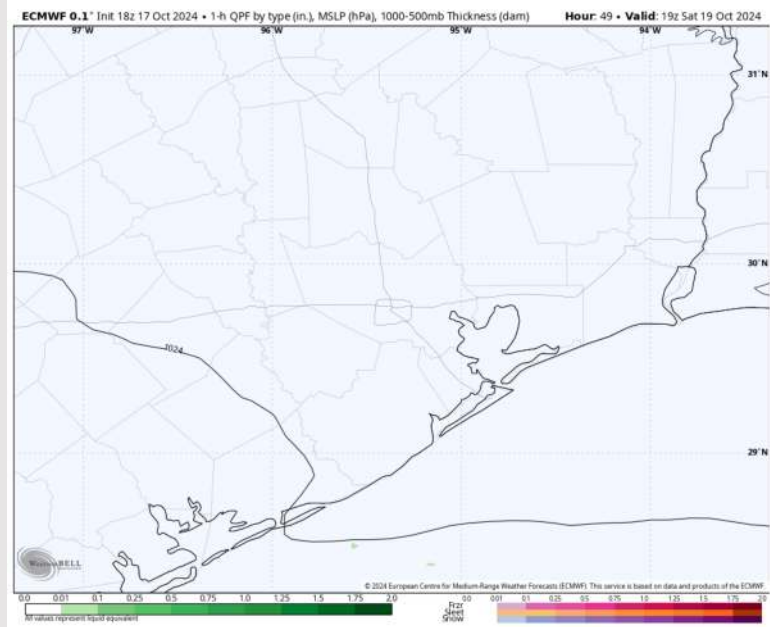 ECMWF 0.1° Init 18z 17 Oct 2024 • 1-h QPF by type (in.), MSLP (hPa), 1000-500mb Thickness (dam)
Hour: 49 • Valid: 19z Sat 19 Oct 2024
97°W 96°W 95°W 94°W
31°N
30°N
1024
29°N
WeatherBELL
© 2024 European Centre for Medium-Range Weather Forecasts (ECMWF). This service is based on data and products of the ECMWF.
0.0 0.01 0.1 0.25 0.5 0.75 1.0 1.25 1.5 1.75 2.0
0.0 0.01 0.1 0.25 0.5 0.75 1.0 1.25 1.5 1.75 2.0
All values represent liquid equivalent
Frzr
Sleet
Snow